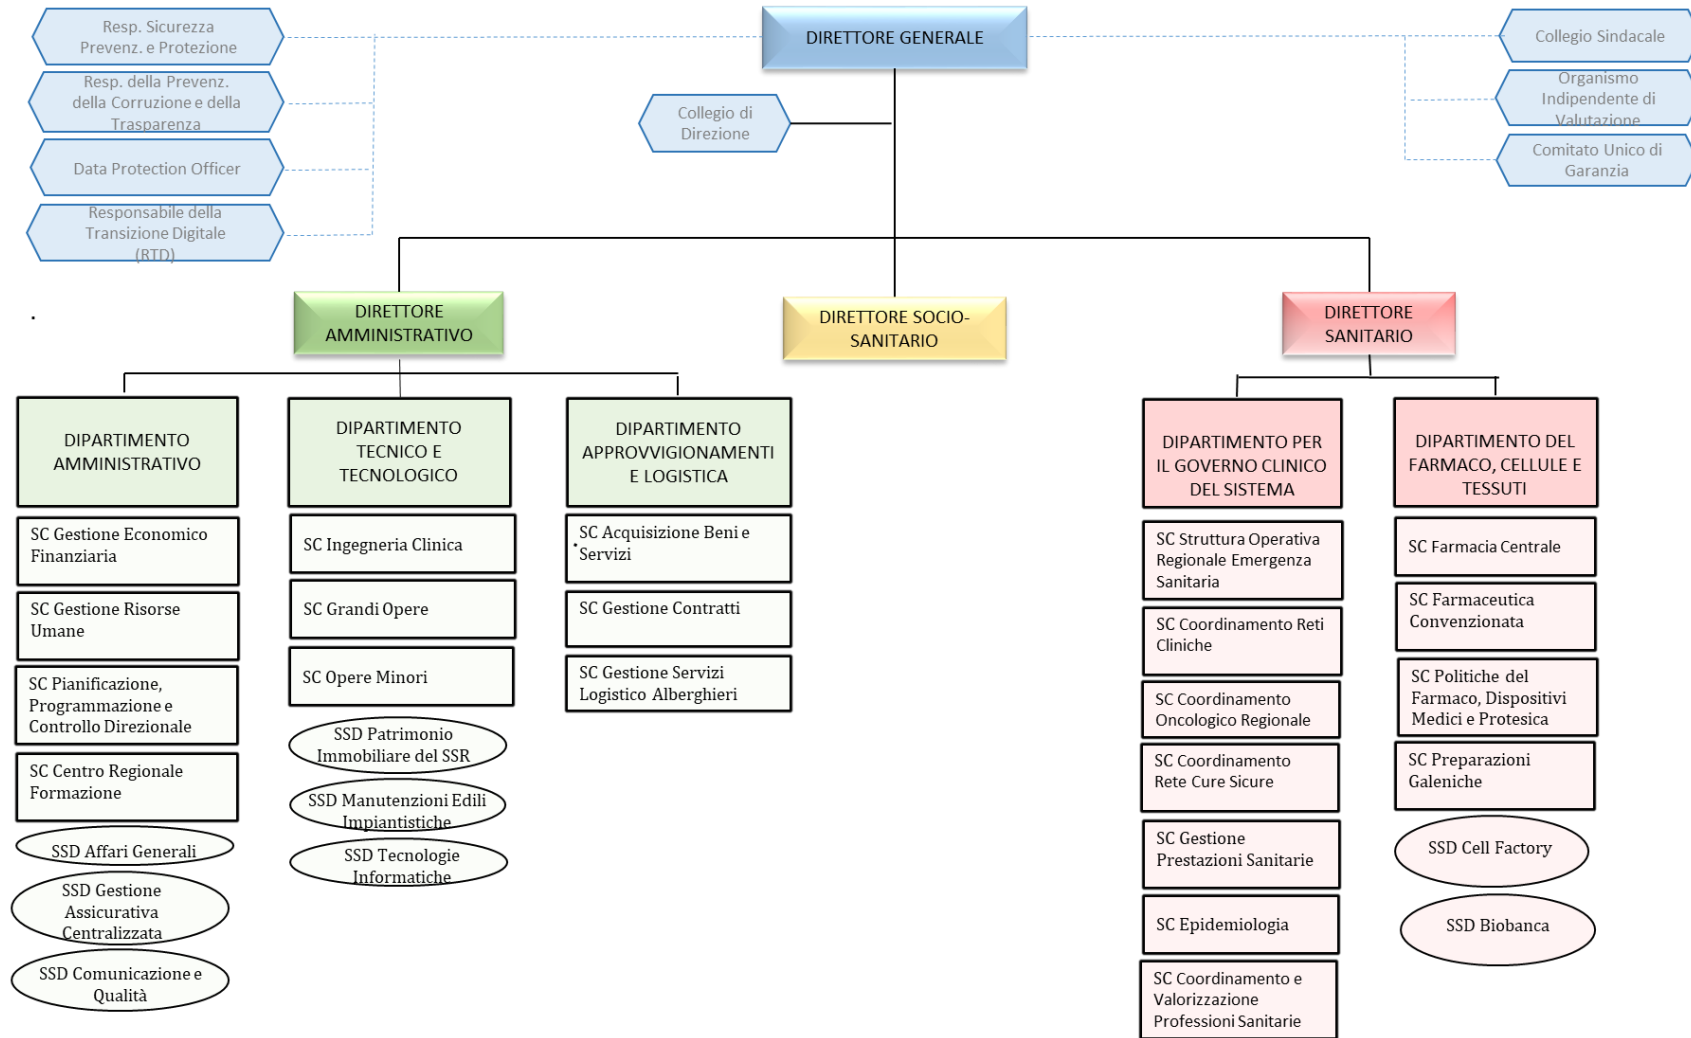 Resp. Sicurezza
Prevenz. e Protezione
DIRETTORE GENERALE
Collegio Sindacale
Resp. della Prevenz.
della Corruzione e della
Trasparenza
Collegio di
Direzione
Organismo
Indipendente di
Valutazione
Data Protection Officer
Comitato Unico di
Garanzia
Responsabile della
Transizione Digitale
(RTD)
DIRETTORE
AMMINISTRATIVO
DIRETTORE SOCIO-
SANITARIO
DIRETTORE
SANITARIO
DIPARTIMENTO
AMMINISTRATIVO
SC Gestione Economico
Finanziaria
SC Gestione Risorse
Umane
SC Pianificazione,
Programmazione e
Controllo Direzionale
SC Centro Regionale
Formazione
SSD Affari Generali
SSD Gestione
Assicurativa
Centralizzata
SSD Comunicazione e
Qualità
DIPARTIMENTO
TECNICO E
TECNOLOGICO
SC Ingegneria Clinica
SC Grandi Opere
SC Opere Minori
SSD Patrimonio
Immobiliare del SSR
SSD Manutenzioni Edili
Impiantistiche
SSD Tecnologie
Informatiche
DIPARTIMENTO
APPROVVIGIONAMENTI
E LOGISTICA
SC Acquisizione Beni e
Servizi
SC Gestione Contratti
SC Gestione Servizi
Logistico Alberghieri
DIPARTIMENTO PER
IL GOVERNO CLINICO
DEL SISTEMA
SC Struttura Operativa
Regionale Emergenza
Sanitaria
SC Coordinamento Reti
Cliniche
SC Coordinamento
Oncologico Regionale
SC Coordinamento
Rete Cure Sicure
SC Gestione
Prestazioni Sanitarie
SC Epidemiologia
SC Coordinamento e
Valorizzazione
Professioni Sanitarie
DIPARTIMENTO DEL
FARMACO, CELLULE E
TESSUTI
SC Farmacia Centrale
SC Farmaceutica
Convenzionata
SC Politiche del
Farmaco, Dispositivi
Medici e Protesica
SC Preparazioni
Galeniche
SSD Cell Factory
SSD Biobanca